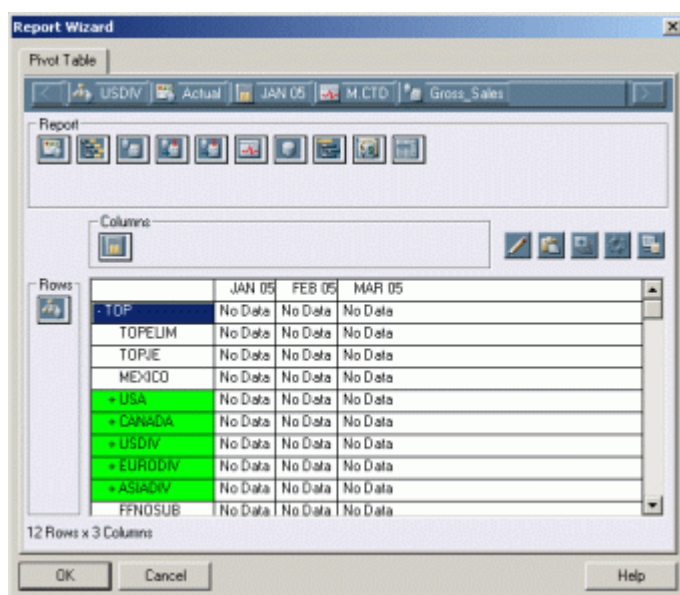 Report Wizard
Pivot Table
USDIV Actual JAN 05 M.CTD Gross_Sales
Report
Columns
Rows
JAN 05 FEB 05 MAR 05
- TOP No Data No Data No Data
TOPELIM No Data No Data No Data
TOPJE No Data No Data No Data
MEXICO No Data No Data No Data
+ USA No Data No Data No Data
+ CANADA No Data No Data No Data
+ USDIV No Data No Data No Data
+ EURODIV No Data No Data No Data
+ ASIADIV No Data No Data No Data
FFNOSUB No Data No Data No Data
12 Rows x 3 Columns
OK Cancel Help